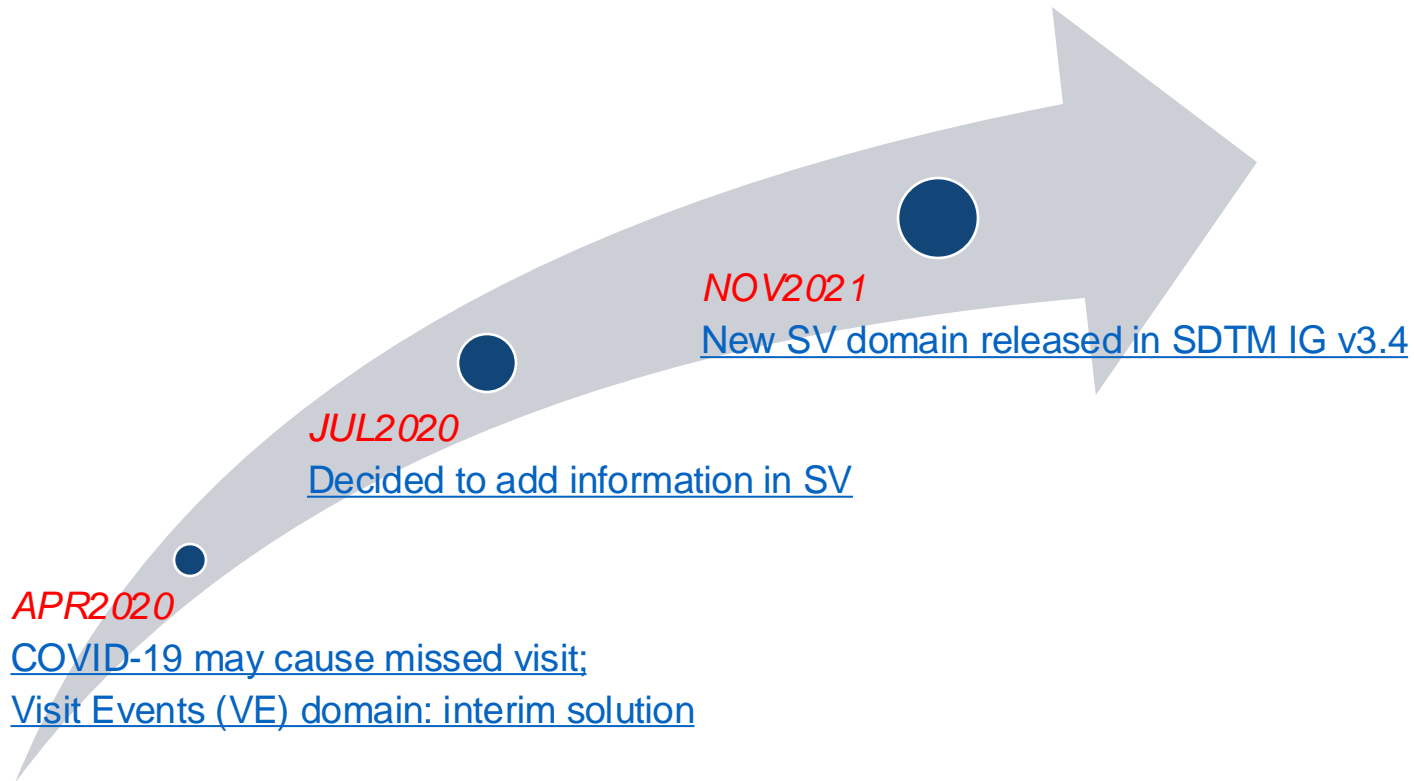 NOV2021
New SV domain released in SDTM IG v3.4
JUL2020
Decided to add information in SV
APR2020
COVID-19 may cause missed visit;
Visit Events (VE) domain: interim solution